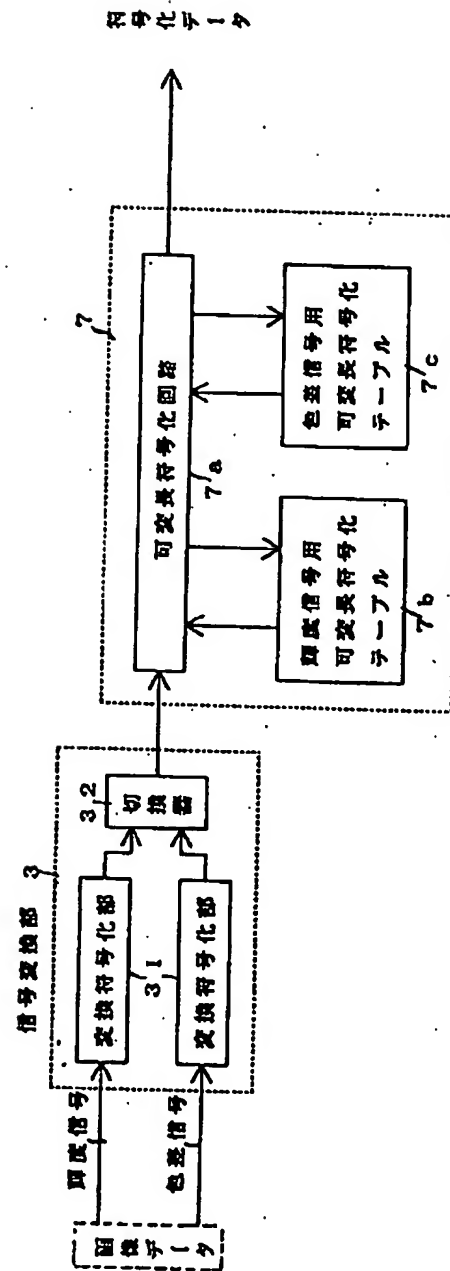 画像データ
輝度信号
色差信号
信号変換部
3
変換符号化部
31
変換符号化部
32
切換器
7
可変長符号化回路
7a
輝度信号用
可変長符号化
テーブル
7b
色差信号用
可変長符号化
テーブル
7c
符号化データ